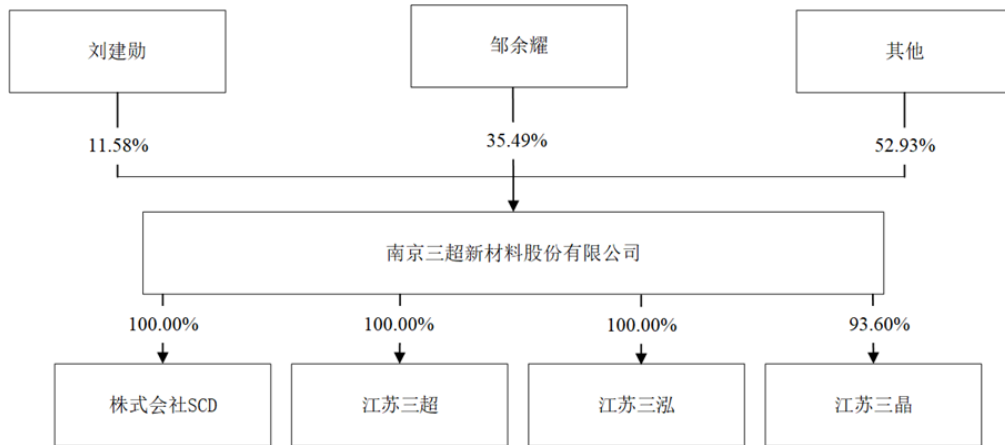 刘建勋
邹余耀
其他
11.58%
35.49%
52.93%
南京三超新材料股份有限公司
100.00%
100.00%
100.00%
93.60%
株式会社SCD
江苏三超
江苏三泓
江苏三晶